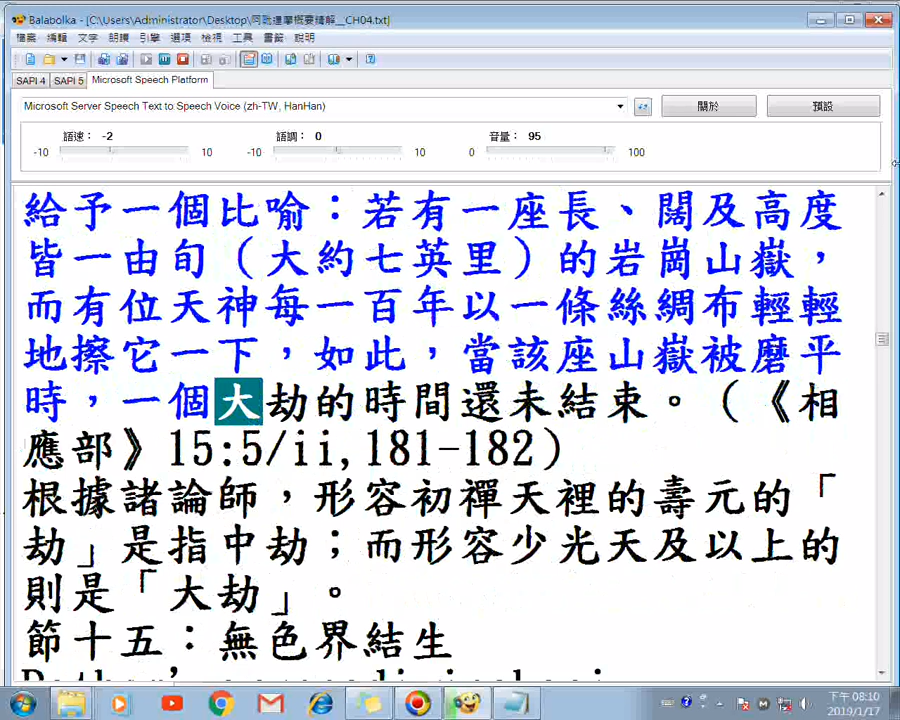 Balabolka - [C:\Users\Administrator\Desktop\阿毗達摩概要精解__CH04.txt]
檔案 編輯 文字 朗讀 引擎 選項 檢視 工具 書籤 說明
SAPI 4 SAPI 5 Microsoft Speech Platform
Microsoft Server Speech Text to Speech Voice (zh-TW, HanHan) 關於 預設
語速： -2 語調： 0 音量： 95
-10 10 -10 10 0 100
給予一個比喻：若有一座長、闊及高度
皆一由旬（大約七英里）的岩崗山嶽，
而有位天神每一百年以一條絲綢布輕輕
地擦它一下，如此，當該座山嶽被磨平
時，一個大劫的時間還未結束。（《相
應部》15:5/ii,181-182）
根據諸論師，形容初禪天裡的壽元的「
劫」是指中劫；而形容少光天及以上的
則是「大劫」。
節十五：無色界結生
下午 08:10
2019/1/17